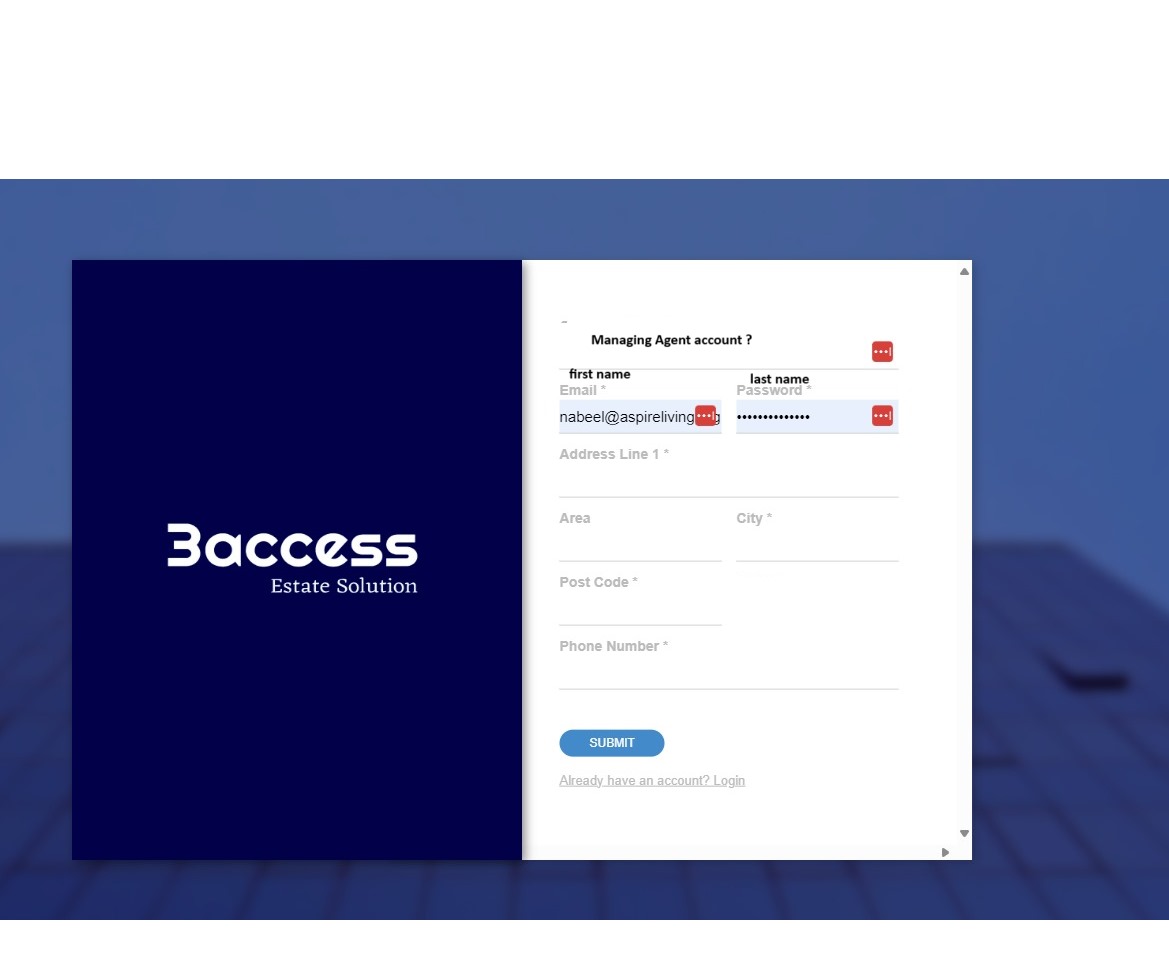 Managing Agent account ?
first name last name
Email * Password *
nabeel@aspireliving g ••••••••••••••
Address Line 1 *
Area City *
Post Code *
Phone Number *
SUBMIT
Already have an account? Login
3access
Estate Solution